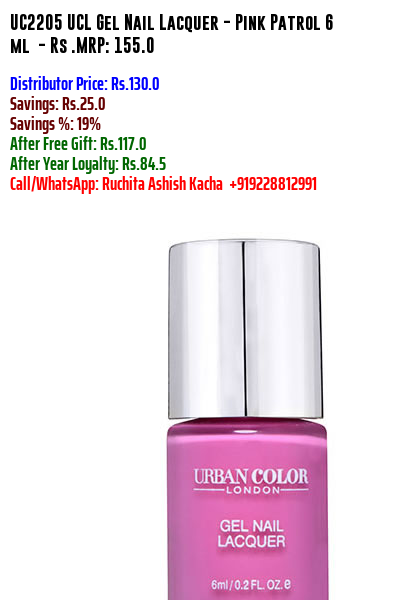 UC2205 UCL Gel Nail Lacquer - Pink Patrol 6
ml - Rs .MRP: 155.0
Distributor Price: Rs.130.0
Savings: Rs.25.0
Savings %: 19%
After Free Gift: Rs.117.0
After Year Loyalty: Rs.84.5
Call/WhatsApp: Ruchita Ashish Kacha +919228812991
URBAN COLOR
LONDON
GEL NAIL
LACQUER
6ml/0.2 FL. OZ. e